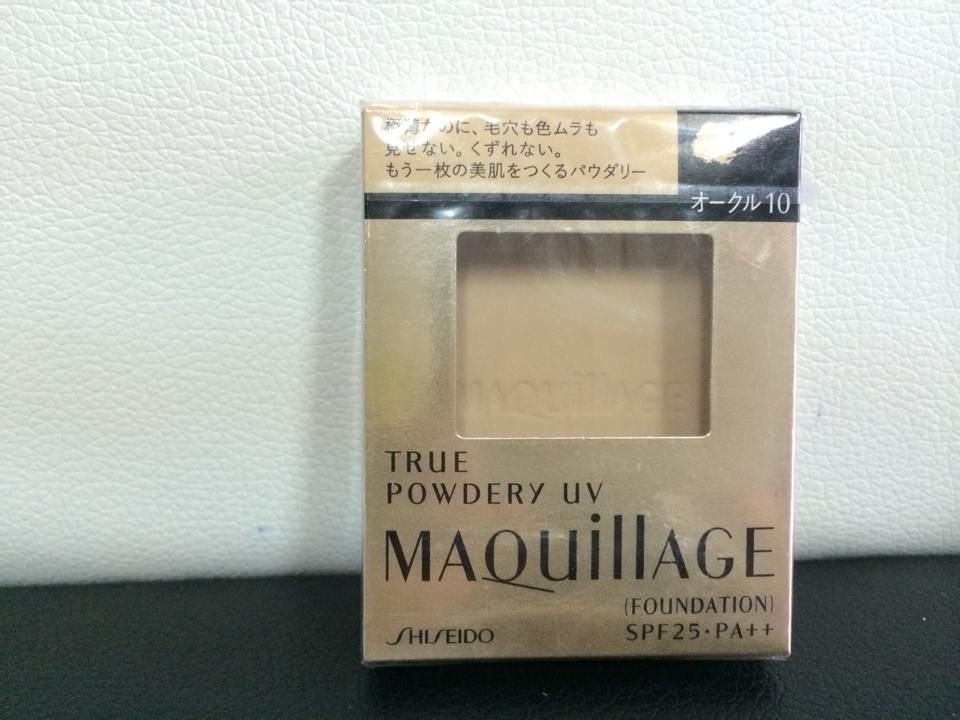 極薄なのに、毛穴も色ムラも
見せない。くずれない。
もう一枚の美肌をつくるパウダリー
オークル10
MAQuillAGE
TRUE
POWDERY UV
MAQuillAGE
(FOUNDATION)
SHISEIDO
SPF25・PA++